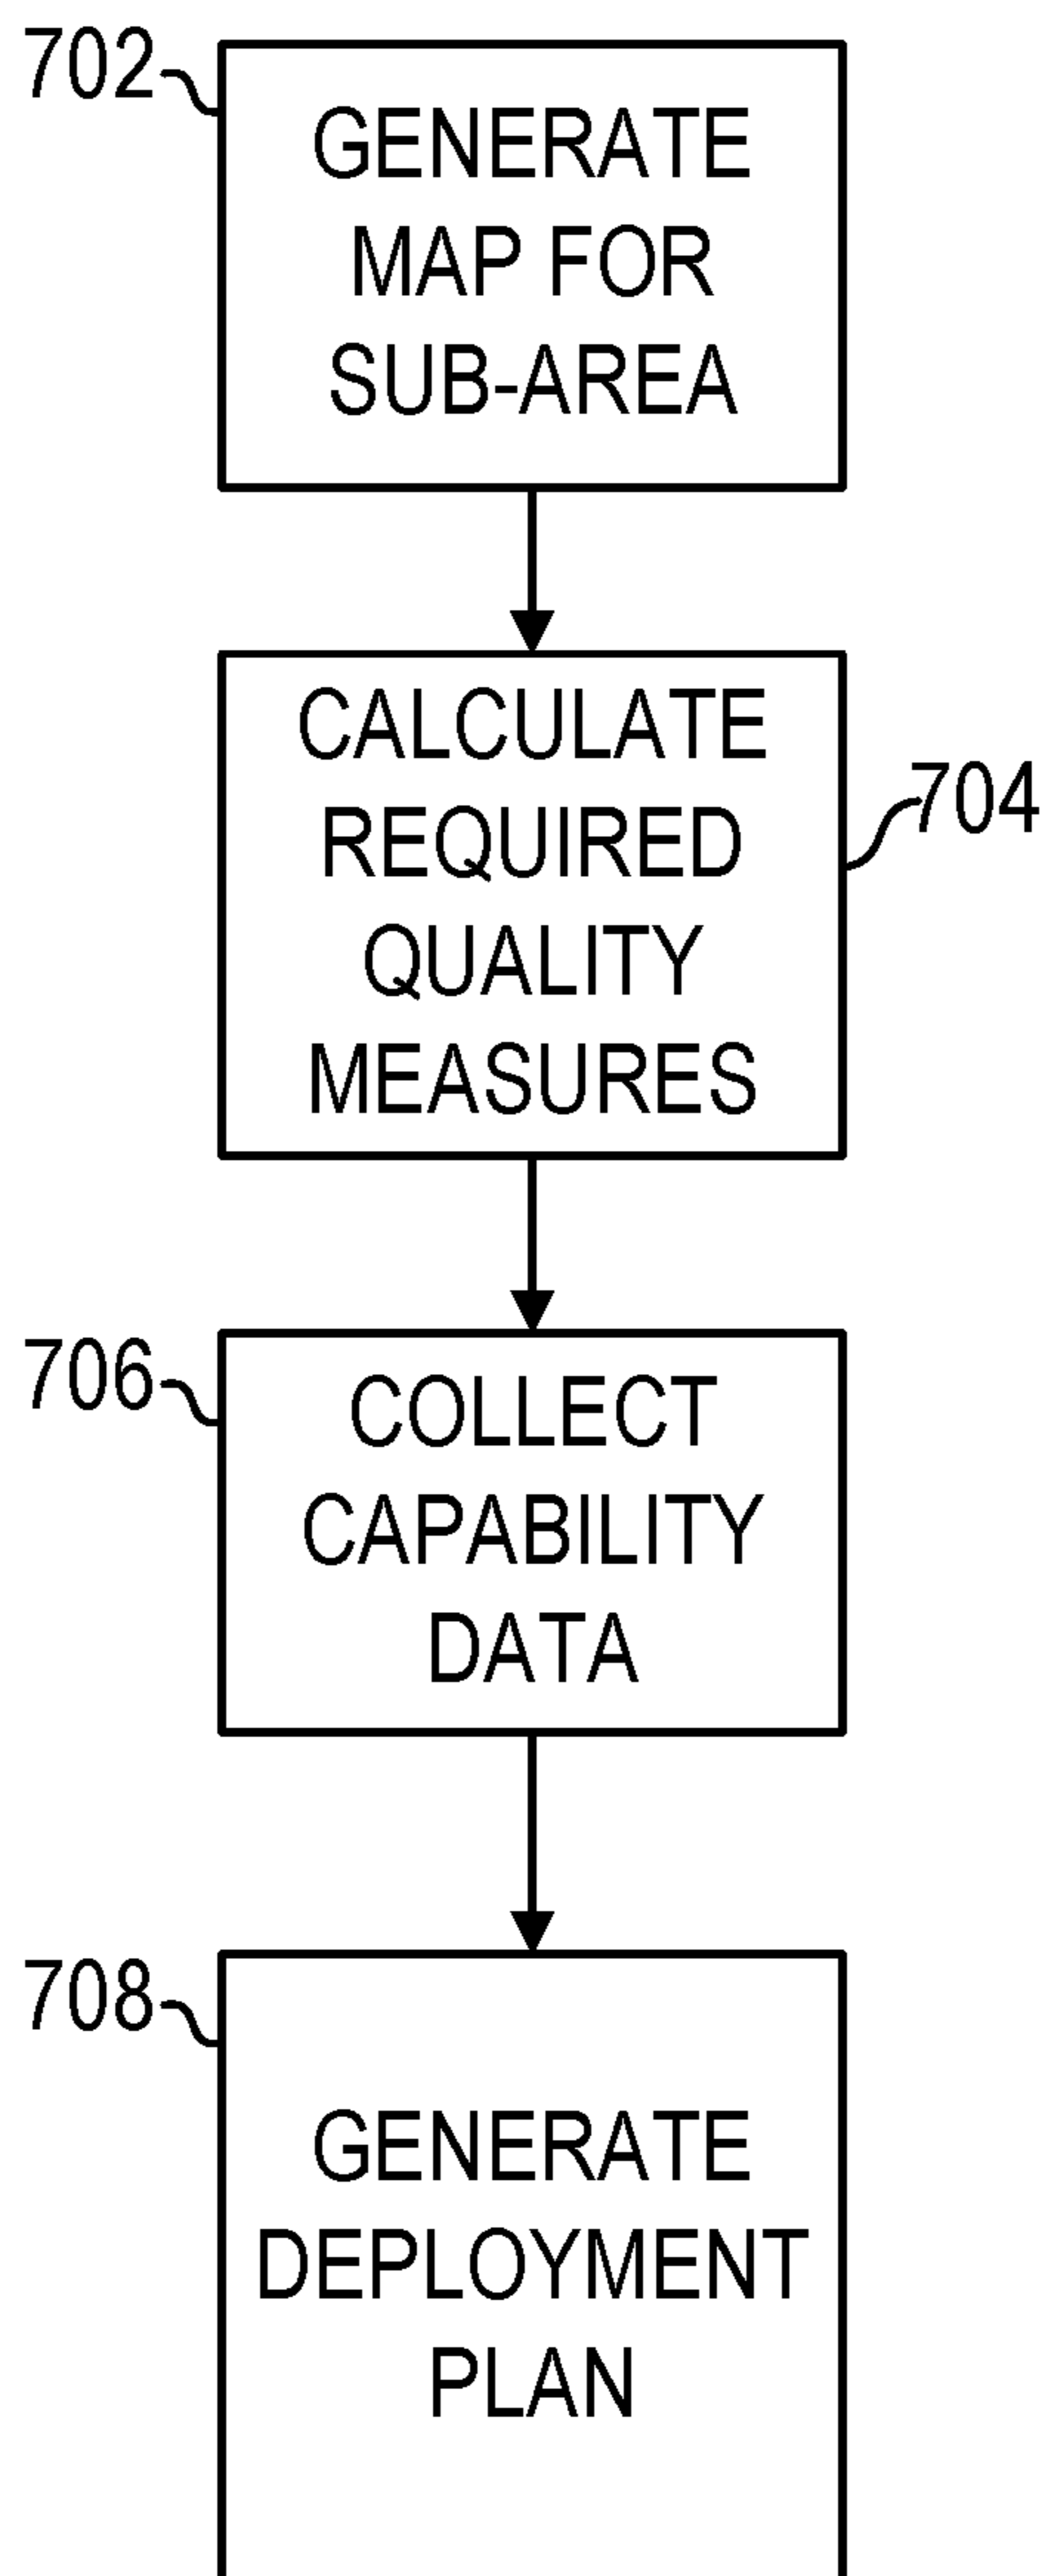 702
GENERATE
MAP FOR
SUB-AREA
CALCULATE
REQUIRED
QUALITY
MEASURES
704
706
COLLECT
CAPABILITY
DATA
708
GENERATE
DEPLOYMENT
PLAN